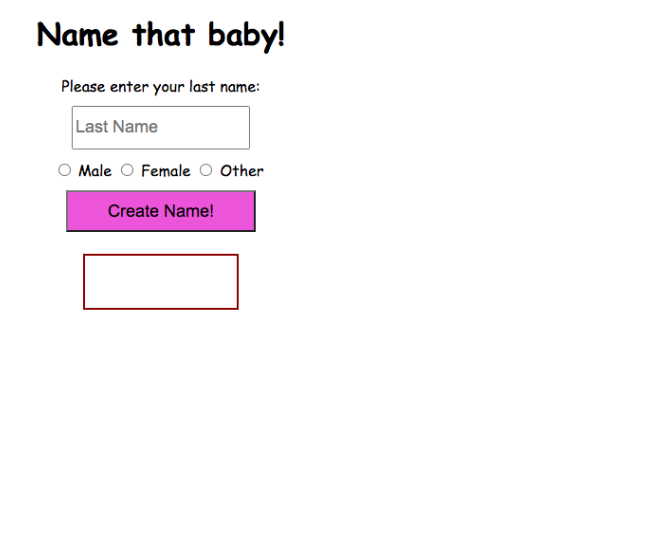 Name that baby!
Please enter your last name:
Last Name
Male Female Other
Create Name!